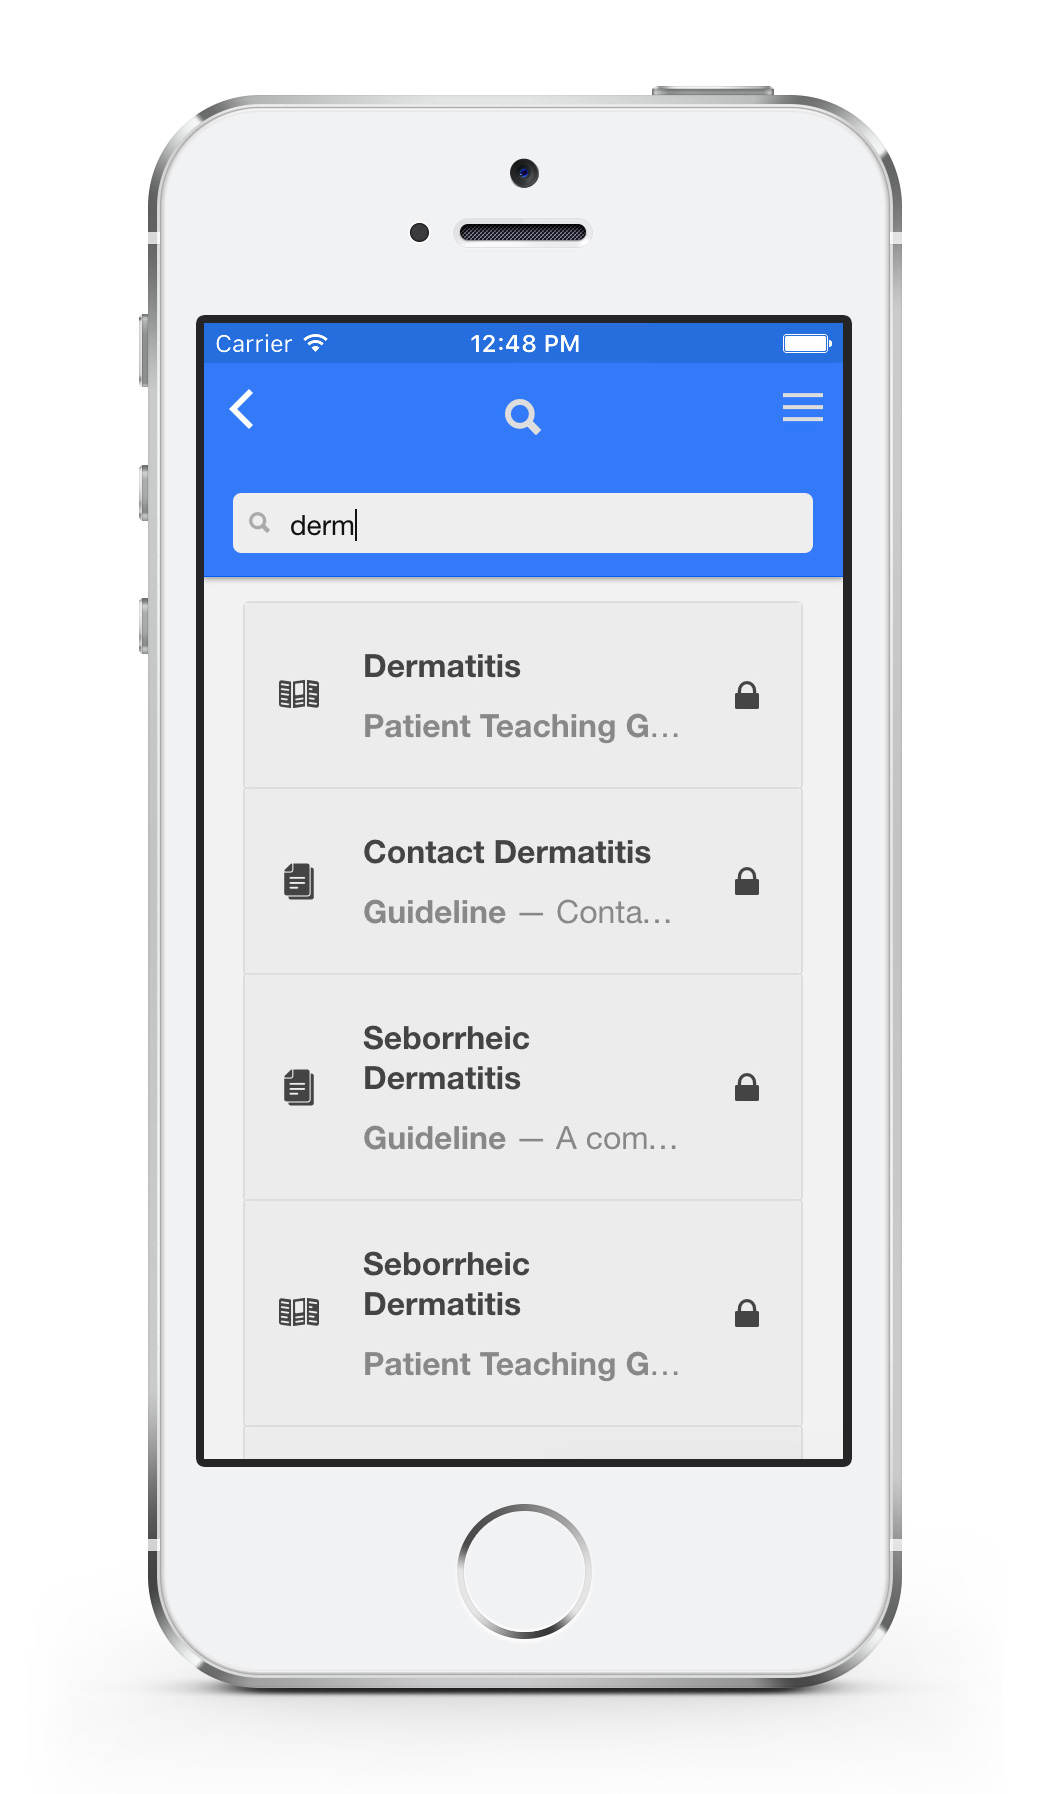 Carrier 12:48 PM
derm
Dermatitis
Patient Teaching G...
Contact Dermatitis
Guideline — Conta...
Seborrheic
Dermatitis
Guideline — A com...
Seborrheic
Dermatitis
Patient Teaching G...